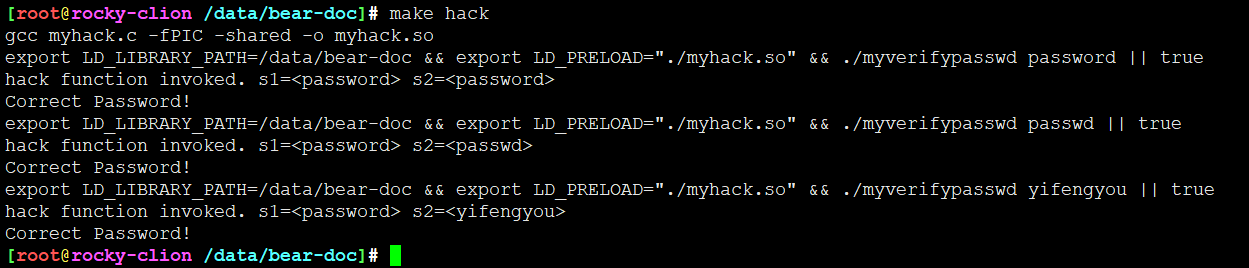 [root@rocky-clion /data/bear-doc]# make hack
gcc myhack.c -fPIC -shared -o myhack.so
export LD_LIBRARY_PATH=/data/bear-doc && export LD_PRELOAD="./myhack.so" && ./myverifypasswd password || true
hack function invoked. s1=<password> s2=<password>
Correct Password!
export LD_LIBRARY_PATH=/data/bear-doc && export LD_PRELOAD="./myhack.so" && ./myverifypasswd passwd || true
hack function invoked. s1=<password> s2=<passwd>
Correct Password!
export LD_LIBRARY_PATH=/data/bear-doc && export LD_PRELOAD="./myhack.so" && ./myverifypasswd yifengyou || true
hack function invoked. s1=<password> s2=<yifengyou>
Correct Password!
[root@rocky-clion /data/bear-doc]#